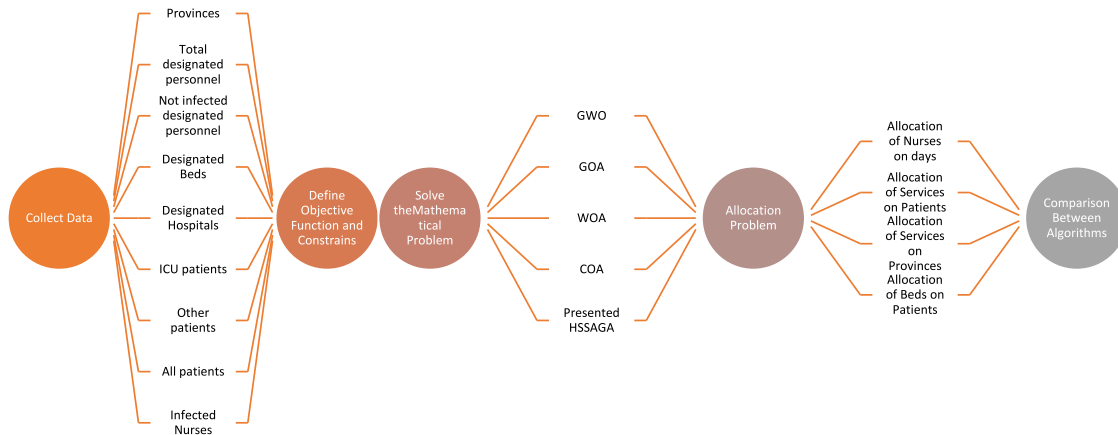 Collect Data
Provinces
Total
designated
personnel
Not infected
designated
personnel
Designated
Beds
Designated
Hospitals
ICU patients
Other
patients
All patients
Infected
Nurses
Define
Objective
Function and
Constrains
Solve
theMathema
tical
Problem
GWO
GOA
WOA
COA
Presented
HSSAGA
Allocation
Problem
Allocation
of Nurses
on days
Allocation
of Services
on Patients
Allocation
of Services
on
Provinces
Allocation
of Beds on
Patients
Comparison
Between
Algorithms